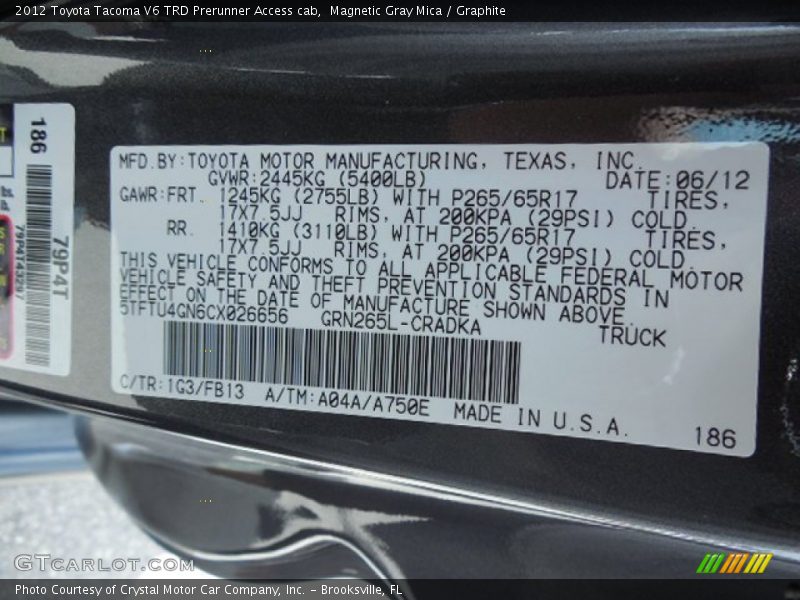 2012 Toyota Tacoma V6 TRD Prerunner Access cab, Magnetic Gray Mica / Graphite
186
79P4T
79P4T43297
MFD.BY:TOYOTA MOTOR MANUFACTURING, TEXAS, INC.
GVWR:2445KG (5400LB) DATE:06/12
GAWR:FRT. 1245KG (2755LB) WITH P265/65R17 TIRES,
17X7.5JJ RIMS, AT 200KPA (29PSI) COLD
RR. 1410KG (3110LB) WITH P265/65R17 TIRES,
17X7.5JJ RIMS, AT 200KPA (29PSI) COLD
THIS VEHICLE CONFORMS TO ALL APPLICABLE FEDERAL MOTOR
VEHICLE SAFETY AND THEFT PREVENTION STANDARDS IN
EFFECT ON THE DATE OF MANUFACTURE SHOWN ABOVE.
5TFTU4GN6CX026656 GRN265L-CRADKA TRUCK
C/TR:1G3/FB13 A/TM:A04A/A750E MADE IN U.S.A.
186
GTcarlot.com
Photo Courtesy of Crystal Motor Car Company, Inc. – Brooksville, FL